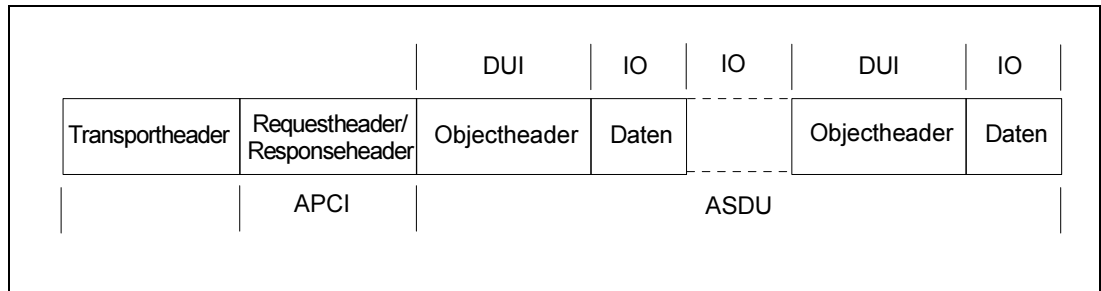 DUI IO IO DUI IO
Transportheader Requestheader/ Responseheader Objectheader Daten Objectheader Daten
APCI ASDU